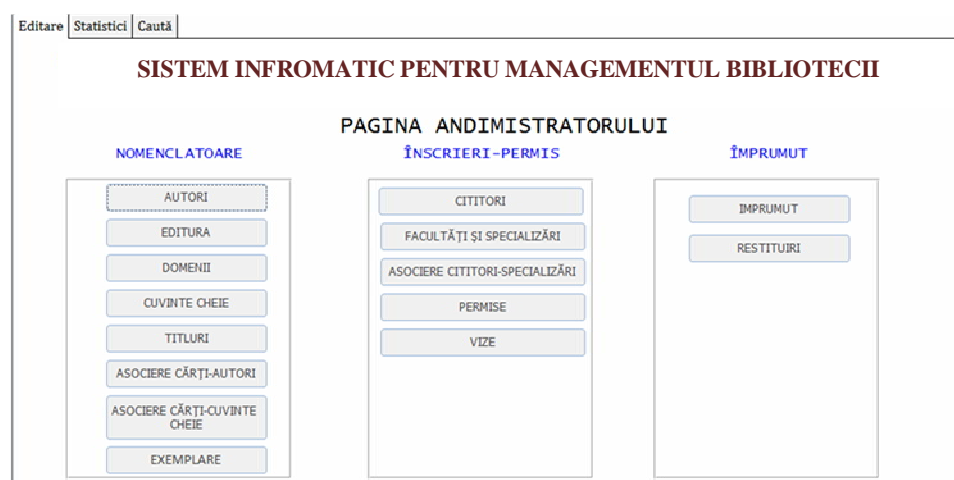 Editare Statistici Caută
SISTEM INFROMATIC PENTRU MANAGEMENTUL BIBLIOTECII
PAGINA ANDIMISTRATORULUI
NOMENCLATOARE
AUTORI
EDITURA
DOMENII
CUVINTE CHEIE
TITLURI
ASOCIERE CĂRȚI-AUTORI
ASOCIERE CĂRȚI-CUVINTE
CHEIE
EXEMPLARE
ÎNSCRIERI-PERMIS
CITITORI
FACULTĂȚI ȘI SPECIALIZĂRI
ASOCIERE CITITORI-SPECIALIZĂRI
PERMISE
VIZE
ÎMPRUMUT
IMPRUMUT
RESTITUIRI